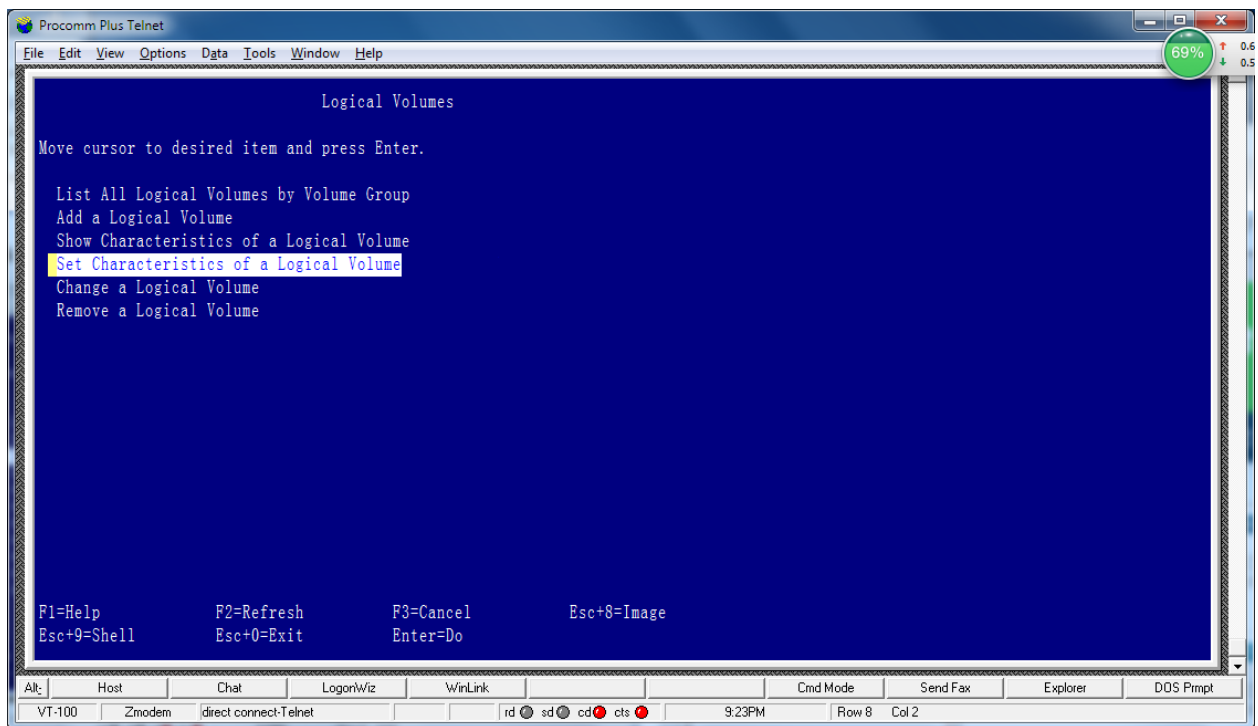 Procomm Plus Telnet
File Edit View Options Data Tools Window Help
69%
0.6
0.5
Logical Volumes
Move cursor to desired item and press Enter.
List All Logical Volumes by Volume Group
Add a Logical Volume
Show Characteristics of a Logical Volume
Set Characteristics of a Logical Volume
Change a Logical Volume
Remove a Logical Volume
F1=Help F2=Refresh F3=Cancel Esc+8=Image
Esc+9=Shell Esc+0=Exit Enter=Do
Alt- Host Chat LogonWiz WinLink Cmd Mode Send Fax Explorer DOS Prmpt
VT-100 Zmodem direct connect-Telnet rd sd cd cts 9:23PM Row 8 Col 2